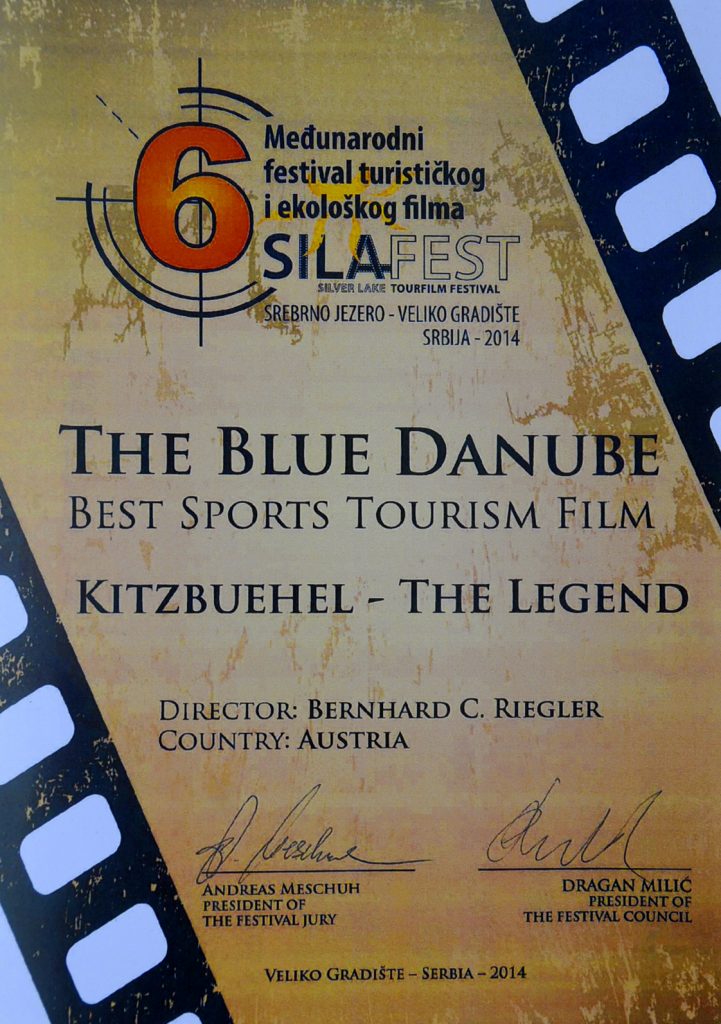 6
Međunarodni
festival turističkog
i ekološkog filma
SILAFEST
SILVER LAKE TOURFILM FESTIVAL
SREBRNO JEZERO - VELIKO GRADIŠTE
SRBIJA - 2014
THE BLUE DANUBE
BEST SPORTS TOURISM FILM
KITZBUEHEL - THE LEGEND
DIRECTOR: BERNHARD C. RIEGLER
COUNTRY: AUSTRIA
ANDREAS MESCHUH
PRESIDENT OF
THE FESTIVAL JURY
DRAGAN MILIĆ
PRESIDENT OF
THE FESTIVAL COUNCIL
VELIKO GRADIŠTE – SERBIA – 2014